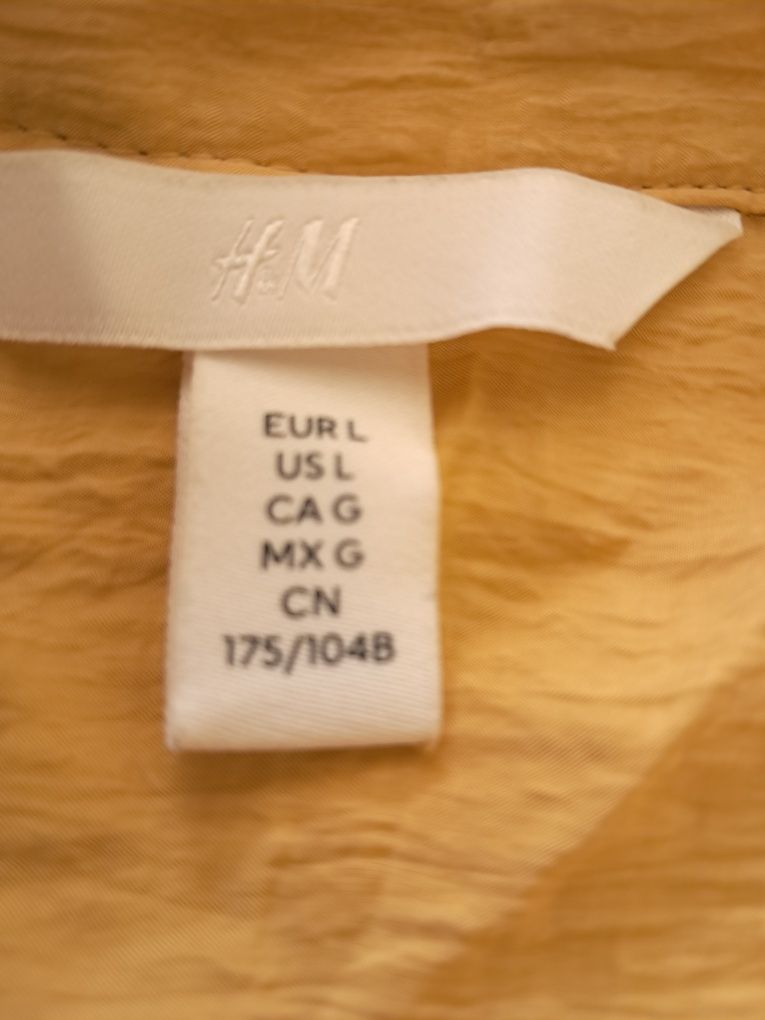 H&M
EUR L
US L
CA G
MX G
CN
175/104B